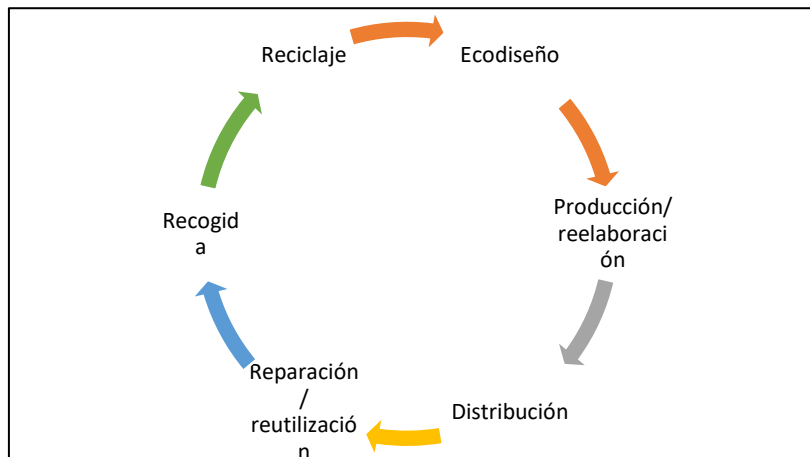 Reciclaje
Ecodiseño
Producción/
reelaboraci
ón
Distribución
Reparación
/
reutilizació
n
Recogid
a